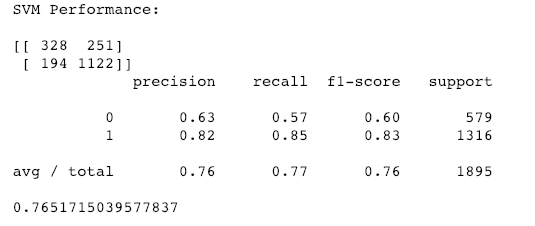 SVM Performance:
[[ 328 251]
[ 194 1122]]
precision recall f1-score support
0 0.63 0.57 0.60 579
1 0.82 0.85 0.83 1316
avg / total 0.76 0.77 0.76 1895
0.7651715039577837